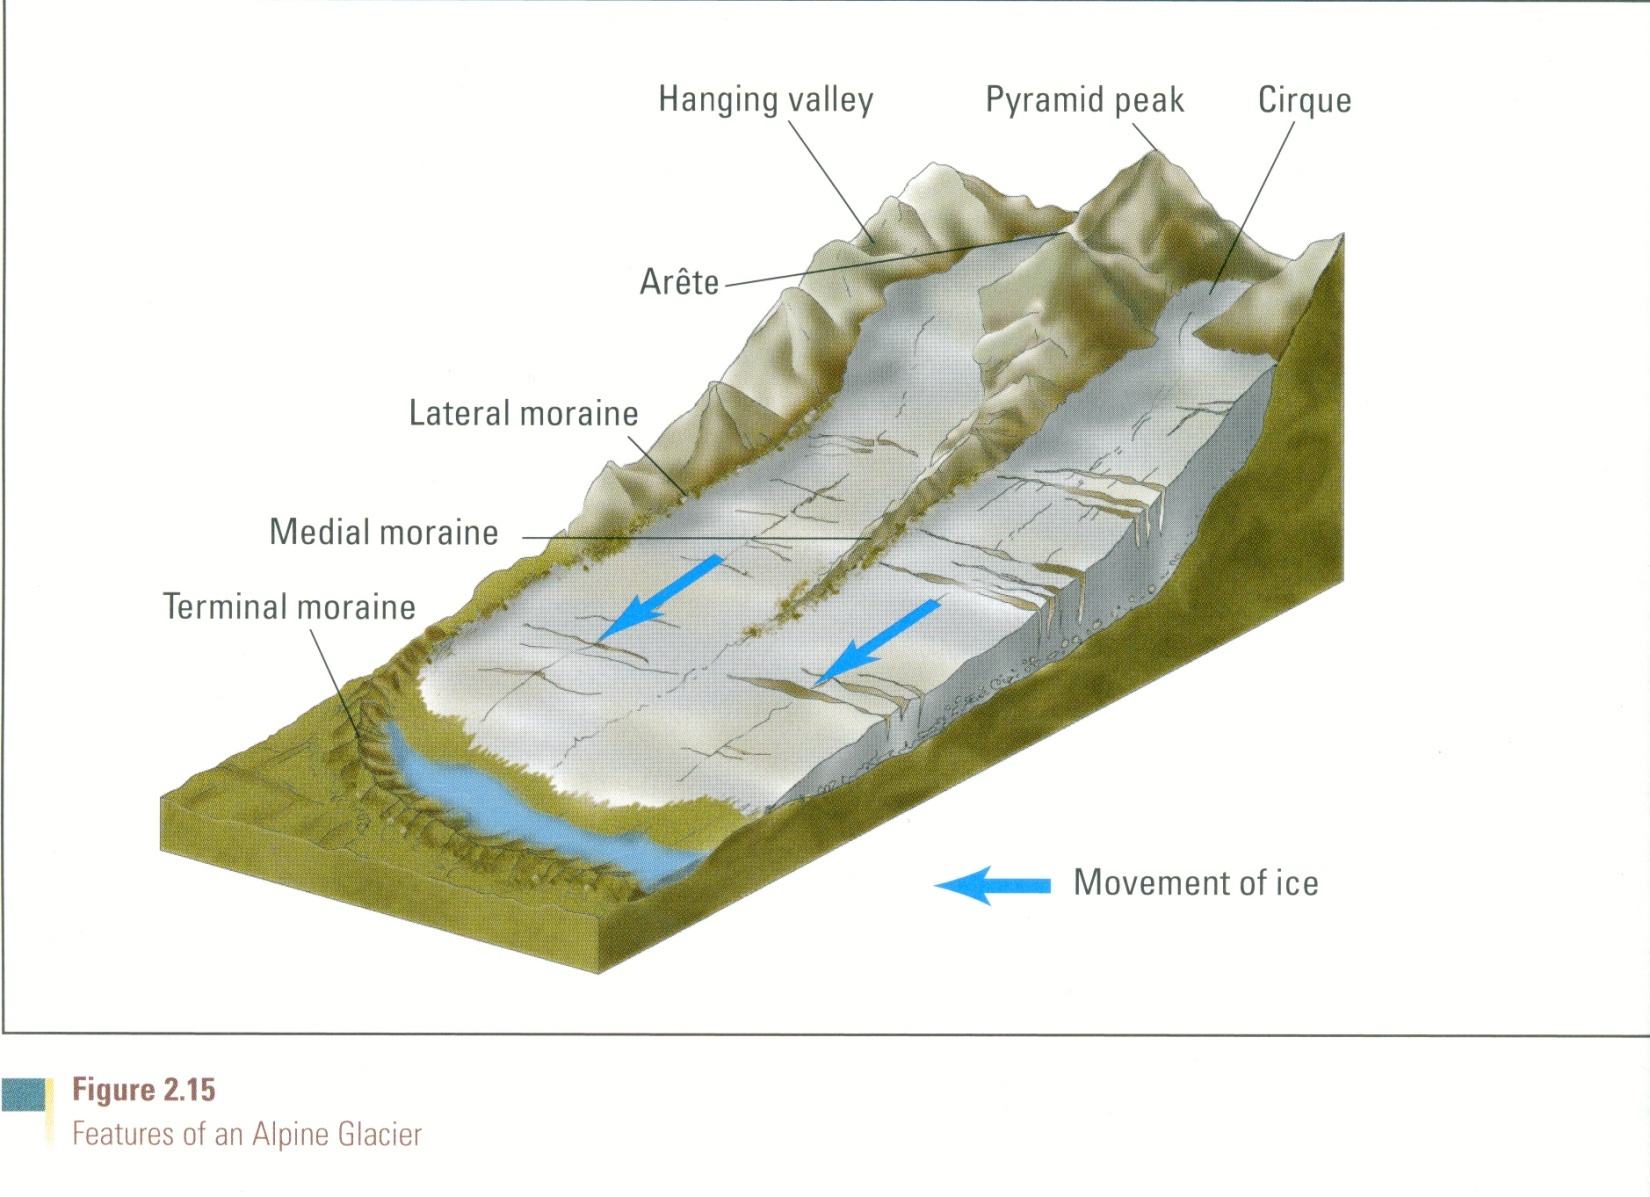 Hanging valley
Pyramid peak
Cirque
Arête
Lateral moraine
Medial moraine
Terminal moraine
Movement of ice
Figure 2.15
Features of an Alpine Glacier